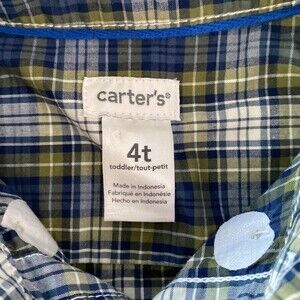 carter's®
4t
toddler/tout-petit
Made in Indonesia
Fabriqué en Indonésie
Hecho en Indonesia